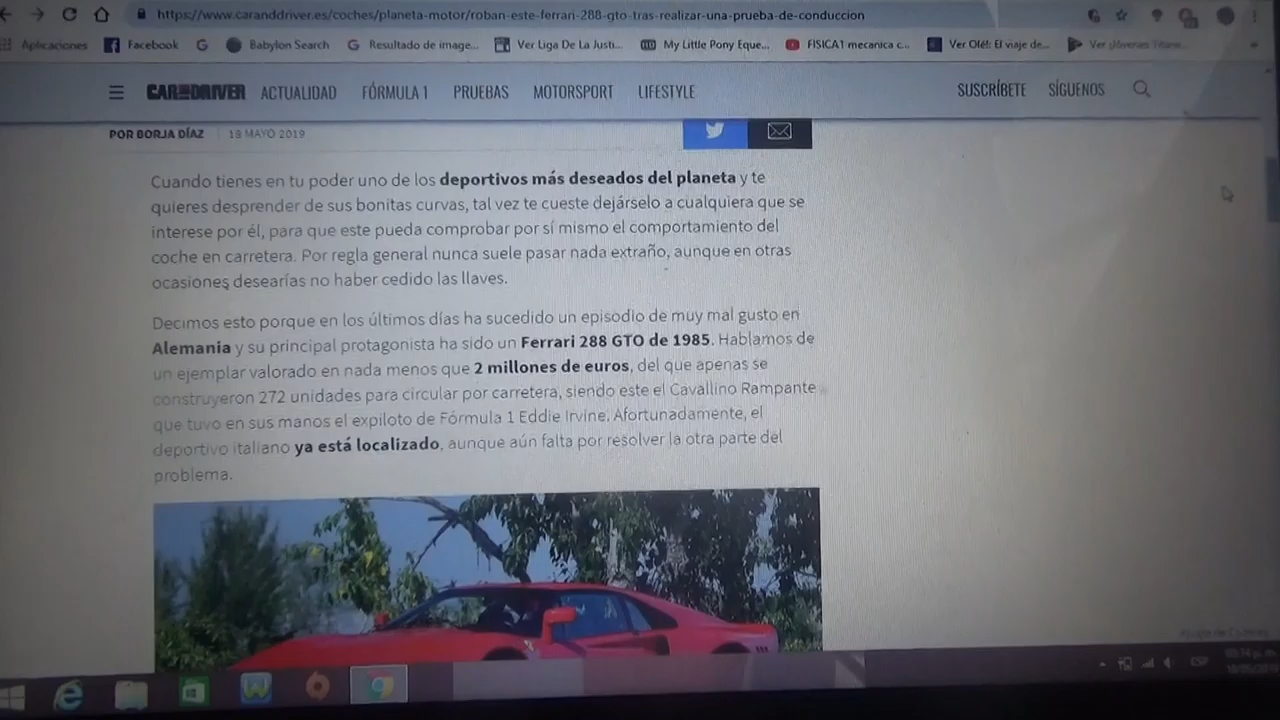 https://www.caranddriver.es/coches/planeta-motor/roban-este-ferrari-288-gto-tras-realizar-una-prueba-de-conduccion
Aplicaciones Facebook Babylon Search Resultado de image... Ver Liga De La Justi... My Little Pony Eque... FISICA1 mecanica c... Ver Olé!: El viaje de... Ver
CAR DRIVER ACTUALIDAD FÓRMULA 1 PRUEBAS MOTORSPORT LIFESTYLE SUSCRÍBETE SÍGUENOS
POR BORJA DÍAZ 18 MAYO 2019
Cuando tienes en tu poder uno de los deportivos más deseados del planeta y te
quieres desprender de sus bonitas curvas, tal vez te cueste dejárselo a cualquiera que se
interese por él, para que este pueda comprobar por sí mismo el comportamiento del
coche en carretera. Por regla general nunca suele pasar nada extraño, aunque en otras
ocasiones desearías no haber cedido las llaves.
Decimos esto porque en los últimos días ha sucedido un episodio de muy mal gusto en
Alemania y su principal protagonista ha sido un Ferrari 288 GTO de 1985. Hablamos de
un ejemplar valorado en nada menos que 2 millones de euros, del que apenas se
construyeron 272 unidades para circular por carretera, siendo este el Cavallino Rampante
que tuvo en sus manos el expiloto de Fórmula 1 Eddie Irvine. Afortunadamente, el
deportivo italiano ya está localizado, aunque aún falta por resolver la otra parte del
problema.
ESP